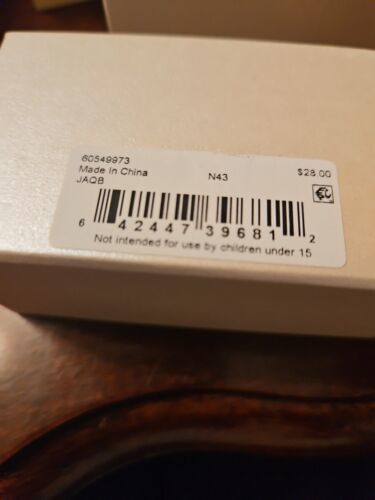 60549973
Made In China N43 $28.00
JAQB
6 42447 39681 2
Not intended for use by children under 15